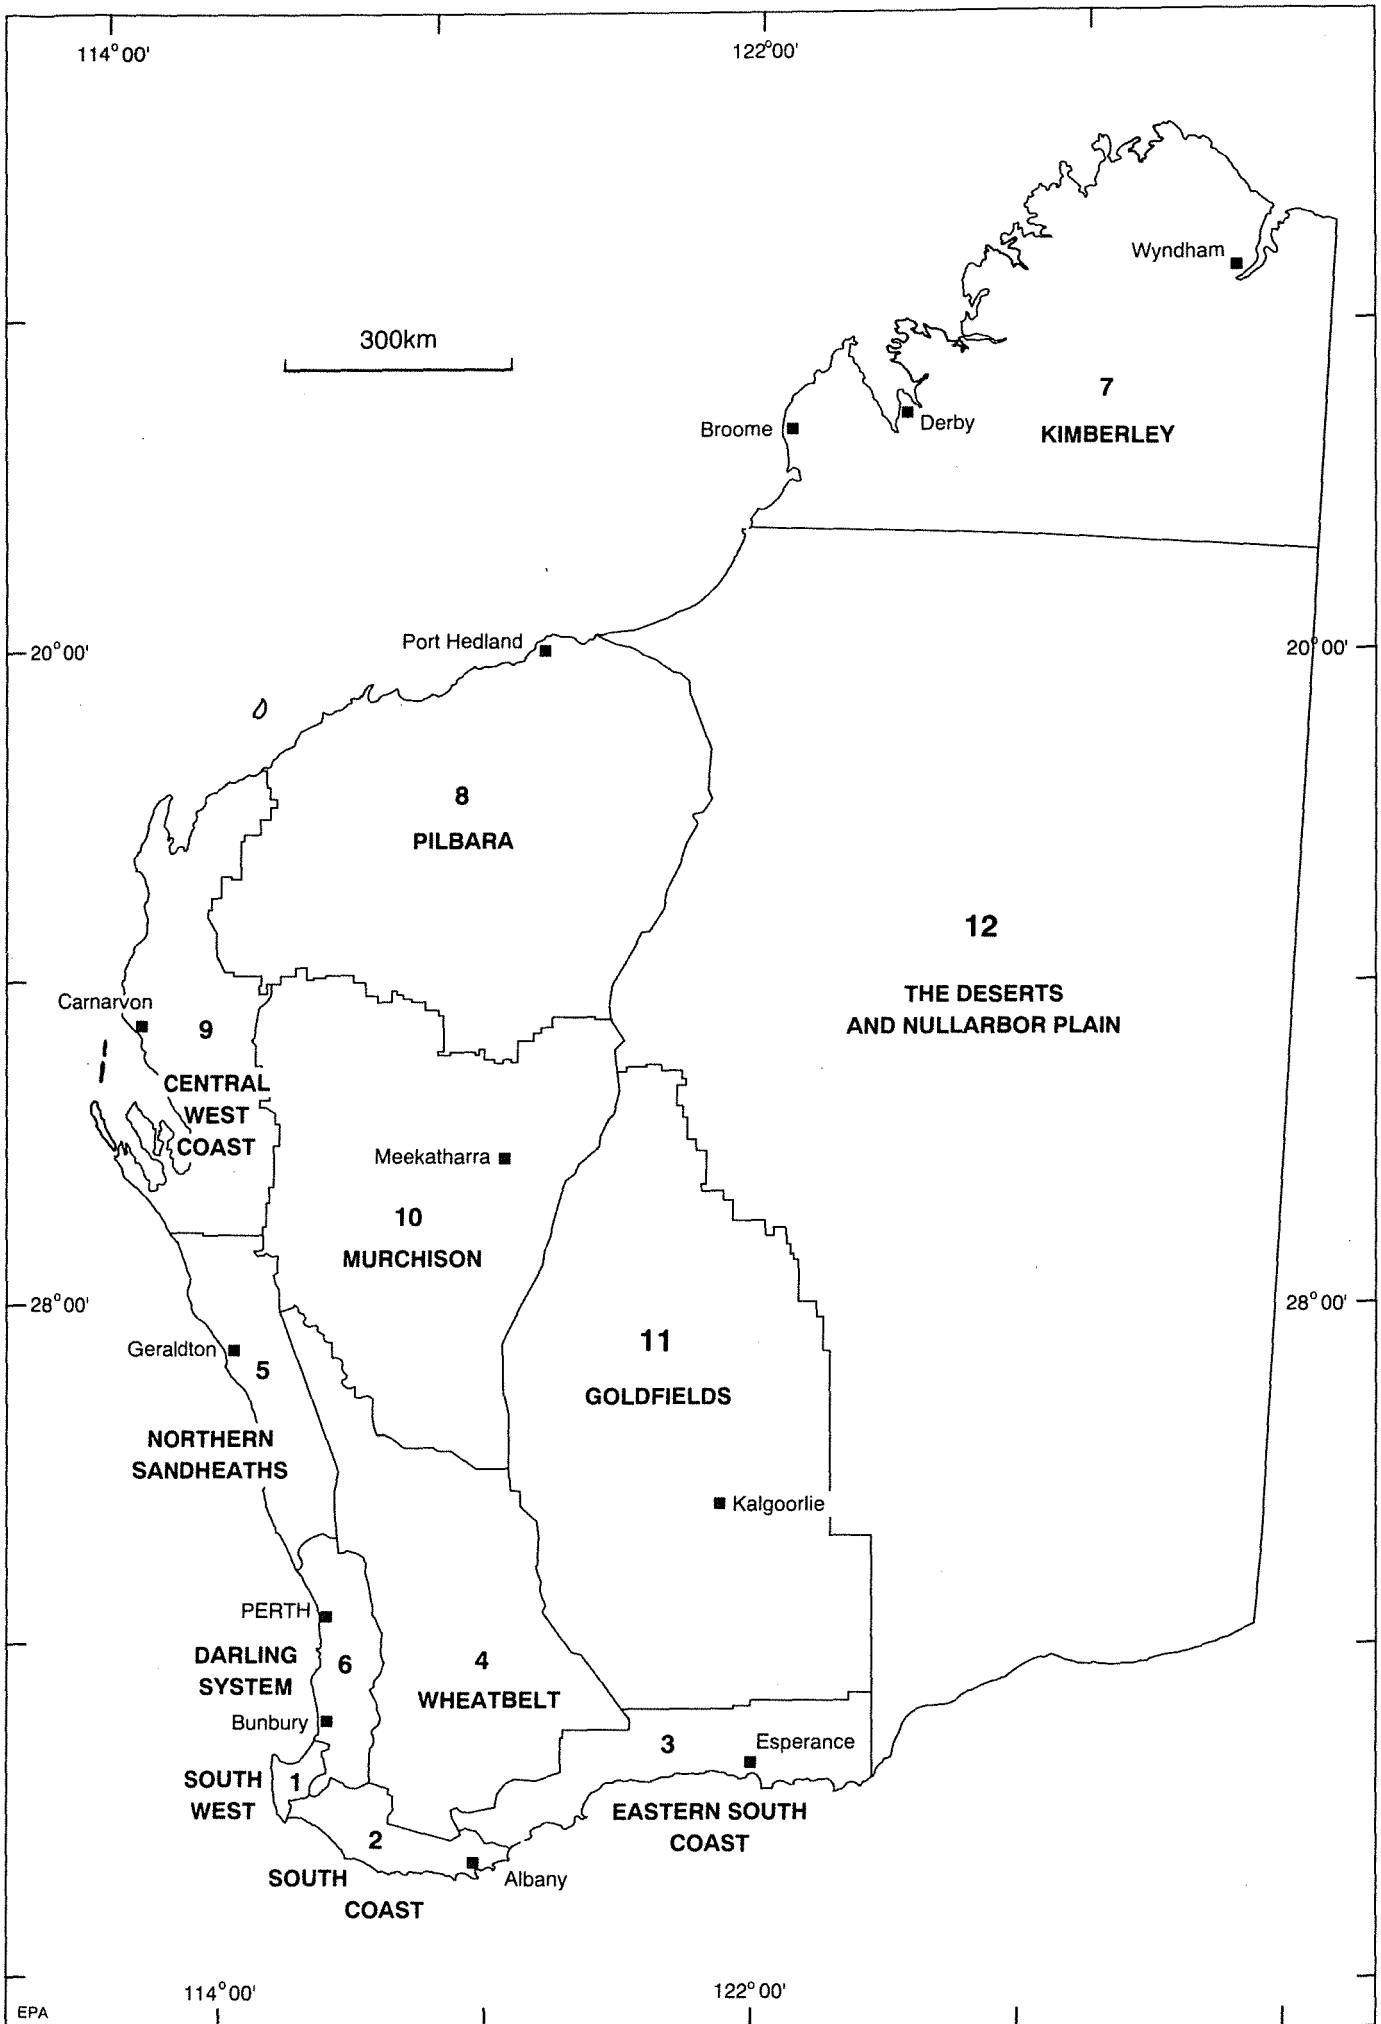 114°00'
122°00'
Wyndham
300km
7
KIMBERLEY
Broome
Derby
Port Hedland
20°00'
20°00'
8
PILBARA
12
THE DESERTS
AND NULLARBOR PLAIN
Carnarvon
9
CENTRAL
WEST
COAST
Meekatharra
10
MURCHISON
28°00'
28°00'
Geraldton
5
11
GOLDFIELDS
NORTHERN
SANDHEATHS
Kalgoorlie
PERTH
DARLING
SYSTEM
6
4
WHEATBELT
Bunbury
3
Esperance
SOUTH
WEST
1
EASTERN SOUTH
COAST
2
SOUTH
COAST
Albany
114°00'
122°00'
EPA